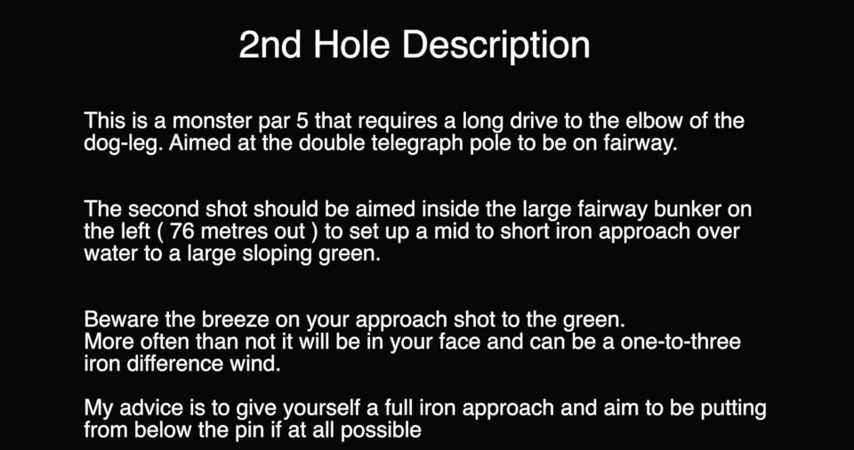 2nd Hole Description
This is a monster par 5 that requires a long drive to the elbow of the
dog-leg. Aimed at the double telegraph pole to be on fairway.
The second shot should be aimed inside the large fairway bunker on
the left ( 76 metres out ) to set up a mid to short iron approach over
water to a large sloping green.
Beware the breeze on your approach shot to the green.
More often than not it will be in your face and can be a one-to-three
iron difference wind.
My advice is to give yourself a full iron approach and aim to be putting
from below the pin if at all possible